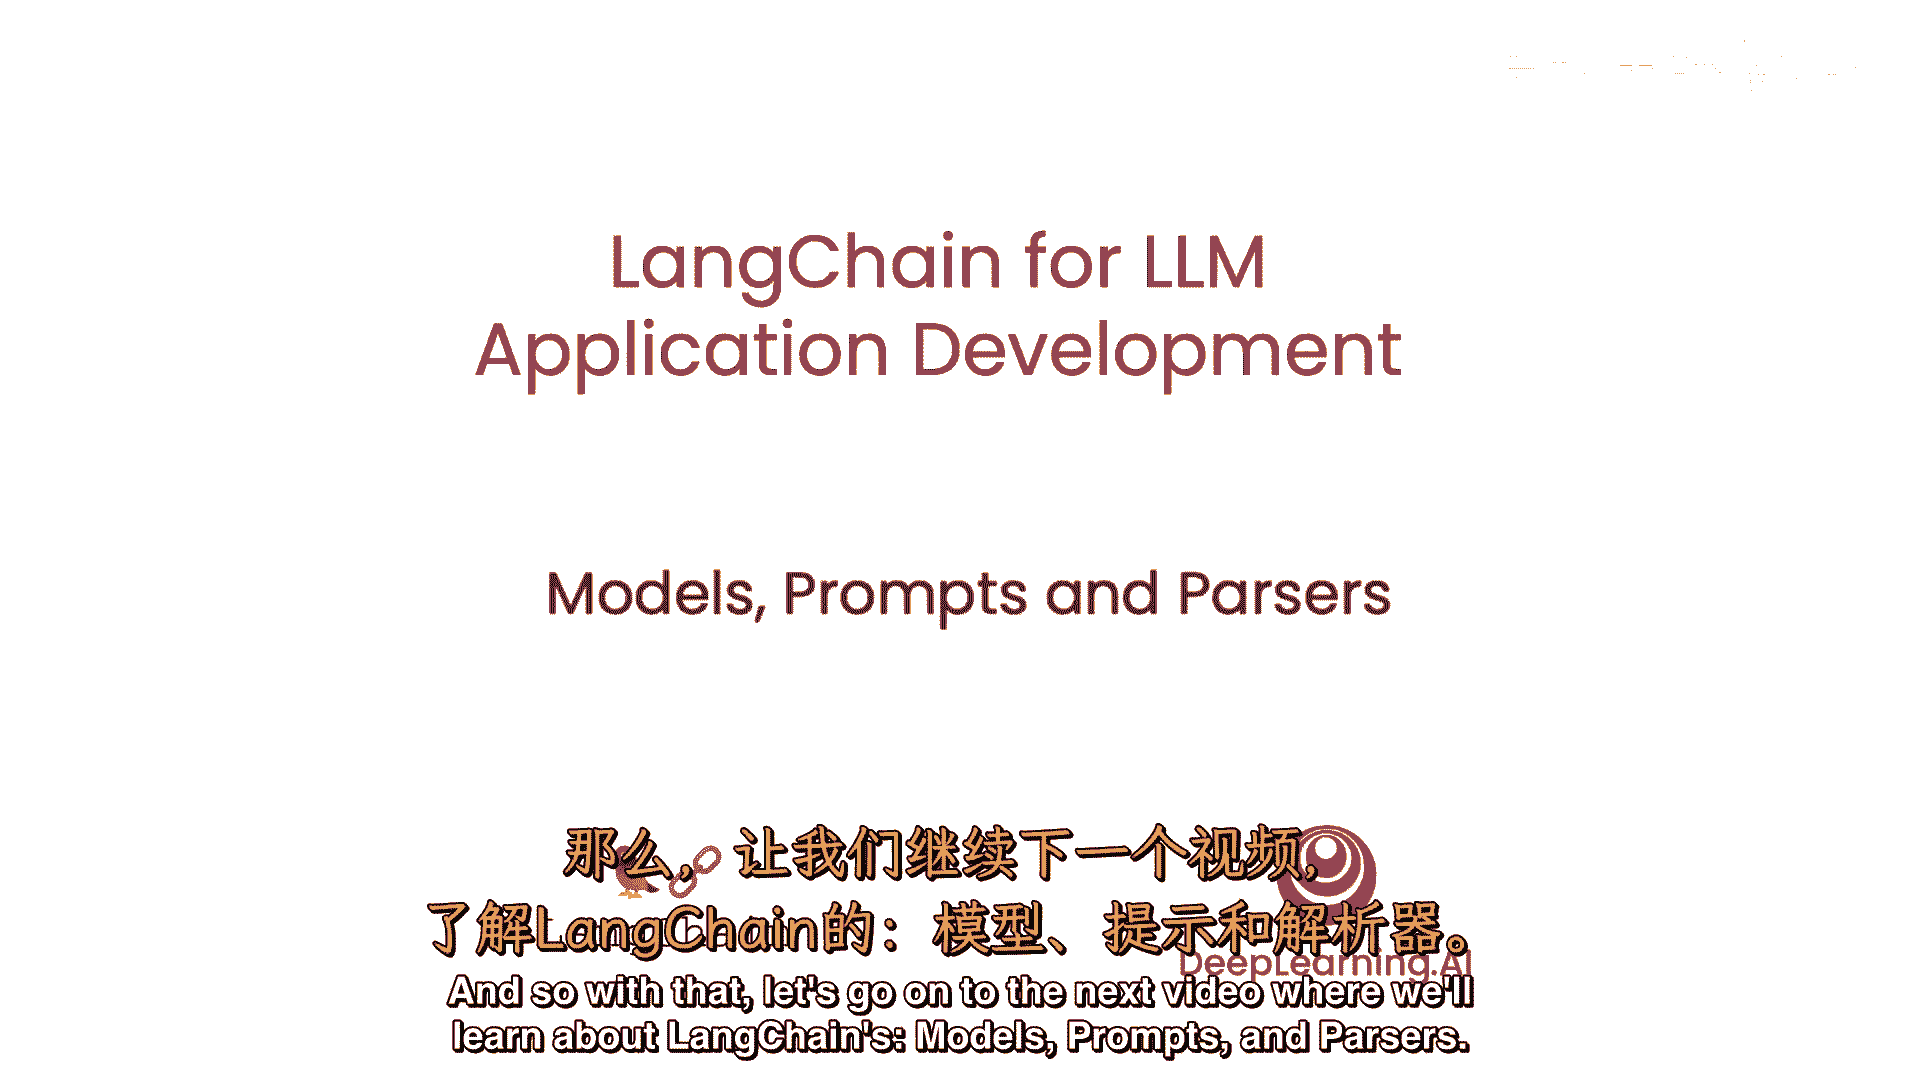 LangChain for LLM
Application Development
Models, Prompts and Parsers
那么，让我们继续下一个视频，
了解LangChain的：模型、提示和解析器。
DeepLearning.AI
And so with that, let's go on to the next video where we'll
learn about LangChain's: Models, Prompts, and Parsers.